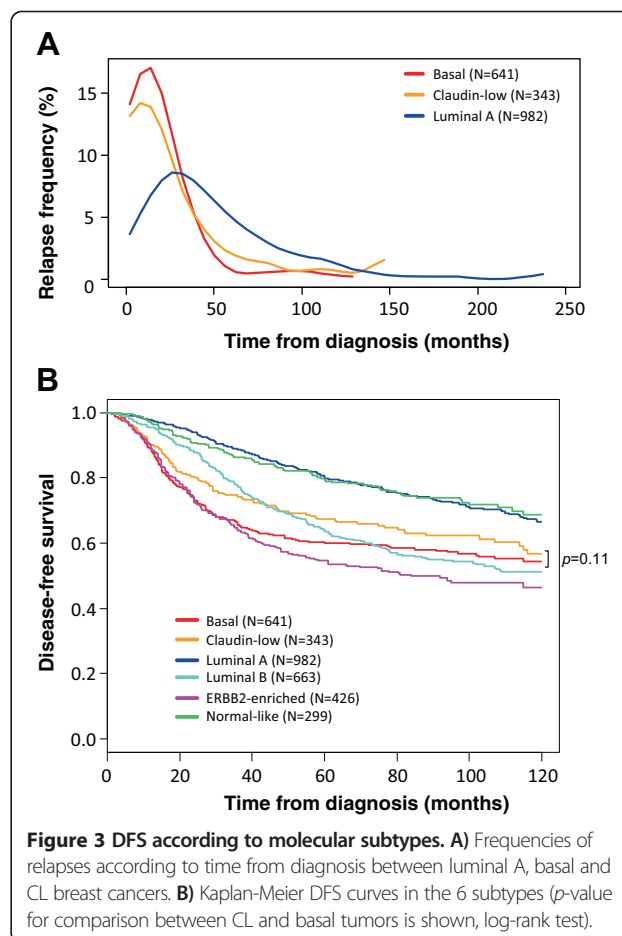 A
Relapse frequency (%)
15
10
5
0
Basal (N=641)
Claudin-low (N=343)
Luminal A (N=982)
0 50 100 150 200 250
Time from diagnosis (months)
B
Disease-free survival
1.0
0.8
0.6
0.4
0.2
0.0
p=0.11
Basal (N=641)
Claudin-low (N=343)
Luminal A (N=982)
Luminal B (N=663)
ERBB2-enriched (N=426)
Normal-like (N=299)
0 20 40 60 80 100 120
Time from diagnosis (months)
Figure 3 DFS according to molecular subtypes. A) Frequencies of
relapses according to time from diagnosis between luminal A, basal and
CL breast cancers. B) Kaplan-Meier DFS curves in the 6 subtypes (p-value
for comparison between CL and basal tumors is shown, log-rank test).